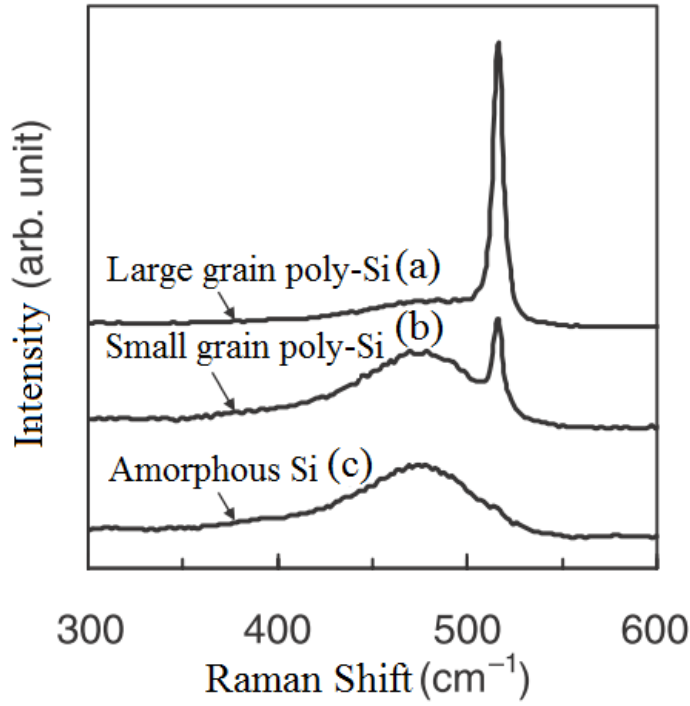 Intensity (arb. unit)
Large grain poly-Si (a)
Small grain poly-Si (b)
Amorphous Si (c)
300 400 500 600
Raman Shift (cm⁻¹)